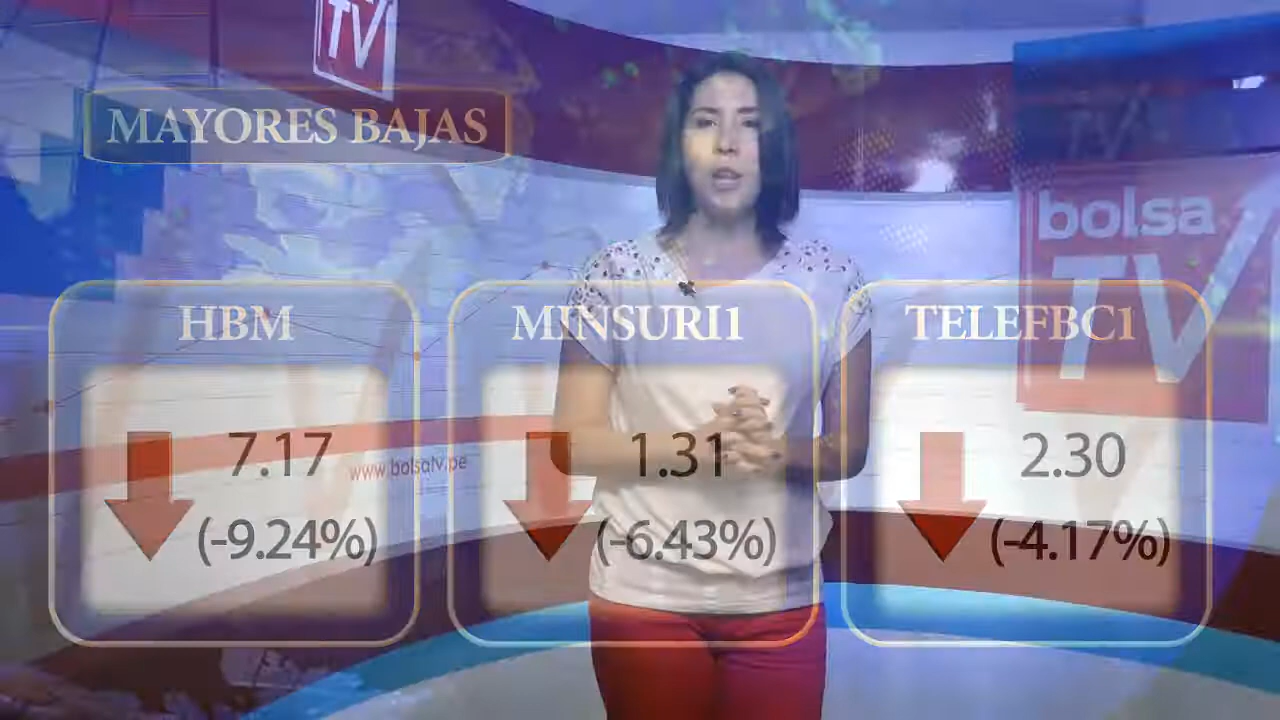 TV
MAYORES BAJAS
TV
bolsa
TV
HBM
MINSURI1
TELEFBC1
7.17
1.31
2.30
www.bolsatv.pe
(-9.24%)
(-6.43%)
(-4.17%)